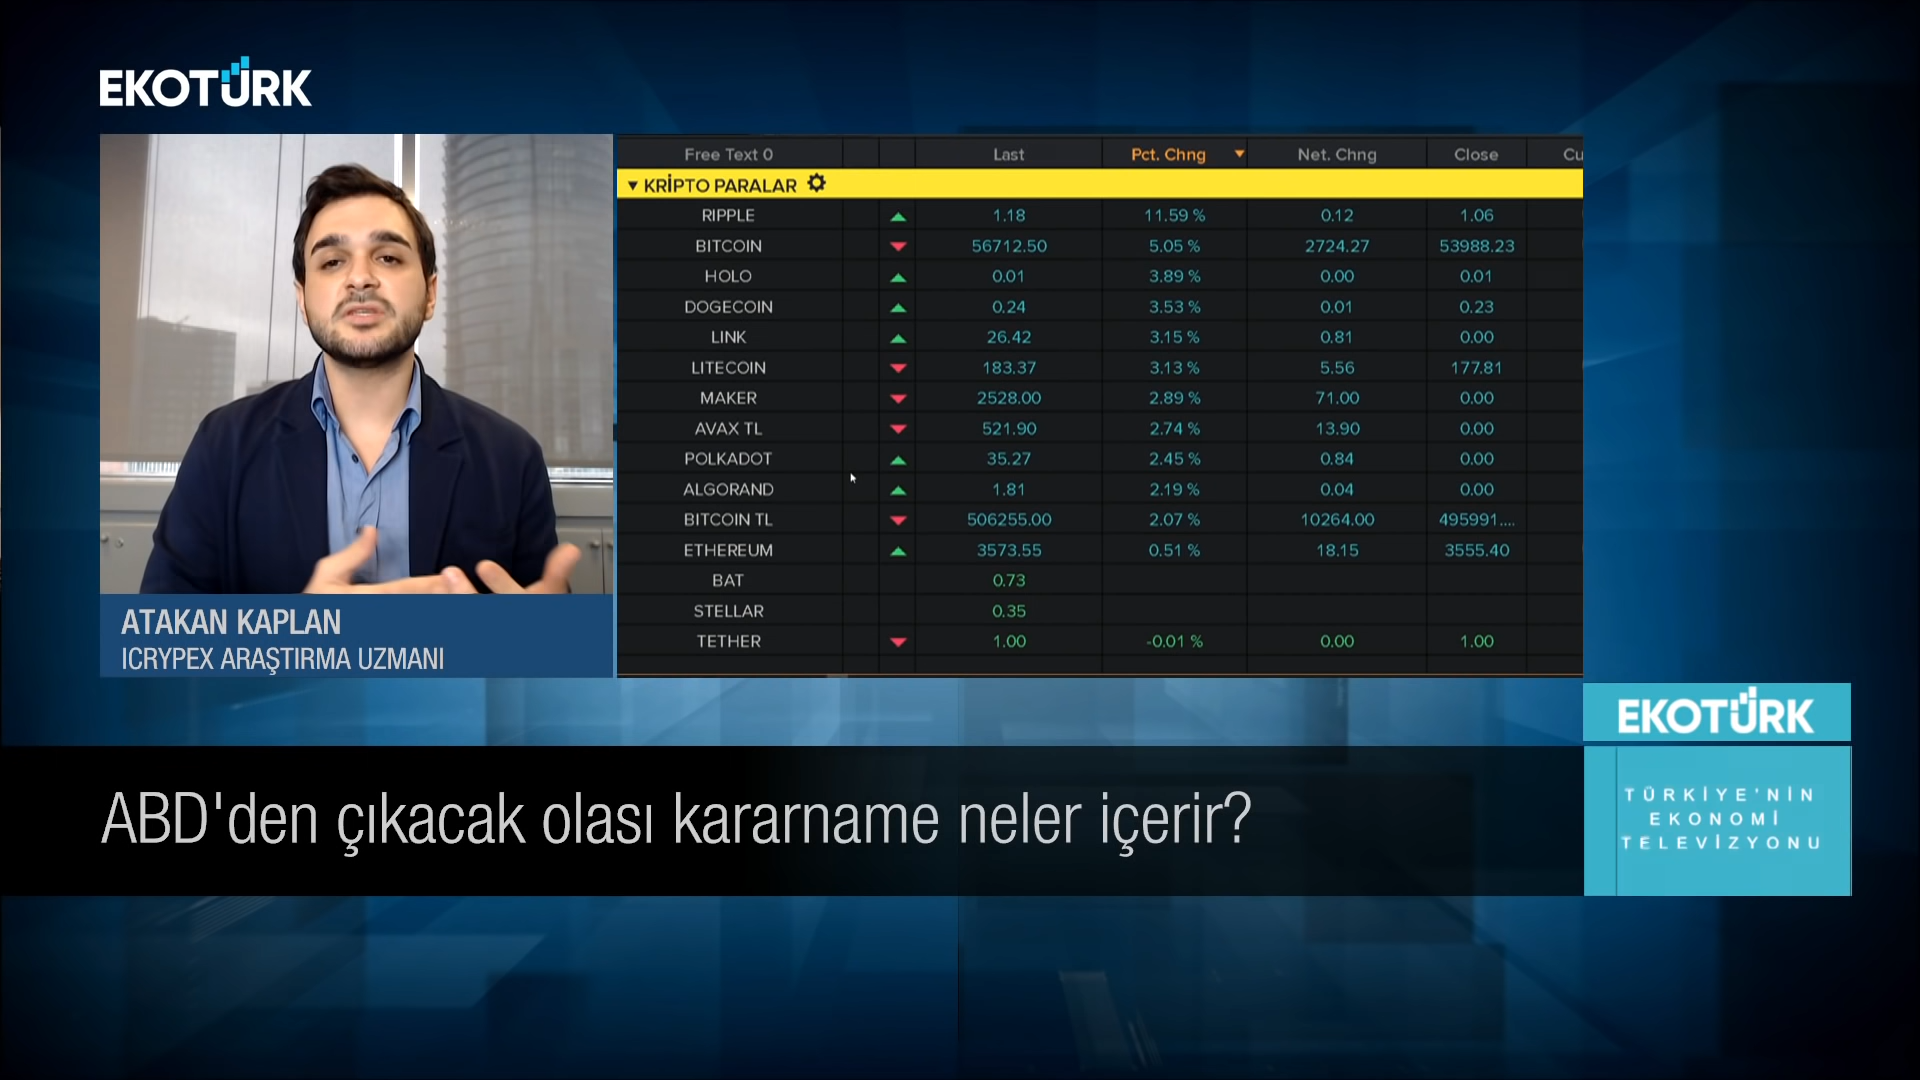 EKOTÜRK
Free Text 0 Last Pct. Chng Net. Chng Close Cu
KRİPTO PARALAR
RIPPLE 1.18 11.59 % 0.12 1.06
BITCOIN 56712.50 5.05 % 2724.27 53988.23
HOLO 0.01 3.89 % 0.00 0.01
DOGECOIN 0.24 3.53 % 0.01 0.23
LINK 26.42 3.15 % 0.81 0.00
LITECOIN 183.37 3.13 % 5.56 177.81
MAKER 2528.00 2.89 % 71.00 0.00
AVAX TL 521.90 2.74 % 13.90 0.00
POLKADOT 35.27 2.45 % 0.84 0.00
ALGORAND 1.81 2.19 % 0.04 0.00
BITCOIN TL 506255.00 2.07 % 10264.00 495991....
ETHEREUM 3573.55 0.51 % 18.15 3555.40
BAT 0.73
STELLAR 0.35
TETHER 1.00 -0.01 % 0.00 1.00
ATAKAN KAPLAN
ICRYPEX ARAŞTIRMA UZMANI
EKOTÜRK
TÜRKİYE'NİN
EKONOMİ
TELEVİZYONU
ABD'den çıkacak olası kararname neler içerir?